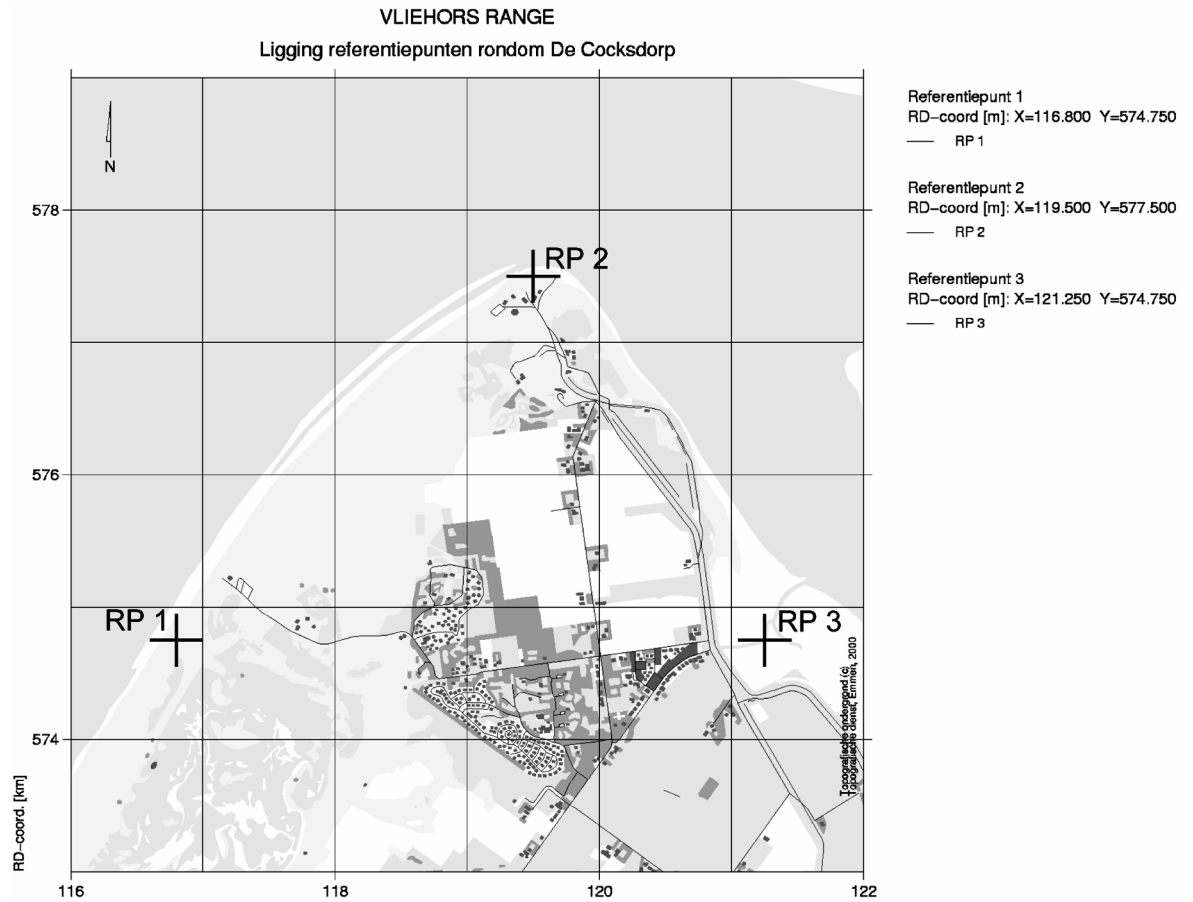 VLIEHORS RANGE
Ligging referentiepunten rondom De Cocksdorp
Referentiepunt 1
RD-coord [m]: X=116.800 Y=574.750
RP 1
Referentiepunt 2
RD-coord [m]: X=119.500 Y=577.500
RP 2
Referentiepunt 3
RD-coord [m]: X=121.250 Y=574.750
RP 3
N
578
RP 2
576
RP 1
RP 3
574
Topografische ondergrond (c)
Topografische dienst, Emmen, 2000
RD-coord. [km]
116
118
120
122